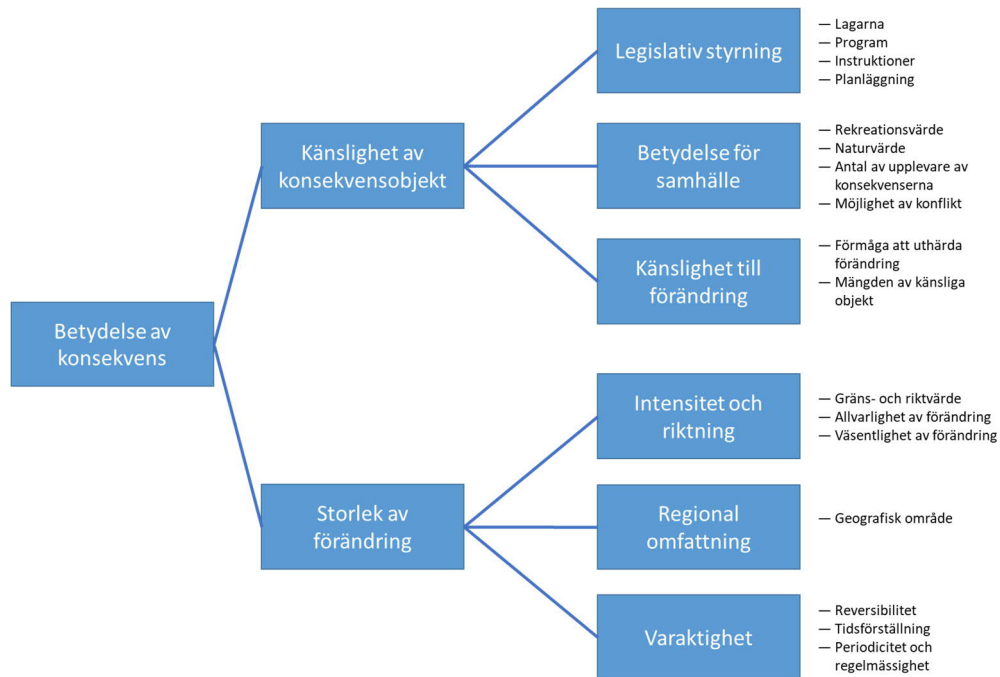 Legislativ styrning
— Lagarna
— Program
— Instruktioner
— Planläggning
Känslighet av
konsekvensobjekt
Betydelse för
samhälle
— Rekreationsvärde
— Naturvärde
— Antal av upplevare av
konsekvenserna
— Möjlighet av konflikt
Känslighet till
förändring
— Förmåga att uthärda
förändring
— Mängden av känsliga
objekt
Betydelse av
konsekvens
Intensitet och
riktning
— Gräns- och riktvärde
— Allvarlighet av förändring
— Väsentlighet av förändring
Storlek av
förändring
Regional
omfattning
— Geografisk område
Varaktighet
— Reversibilitet
— Tidsförställning
— Periodicitet och
regelmässighet